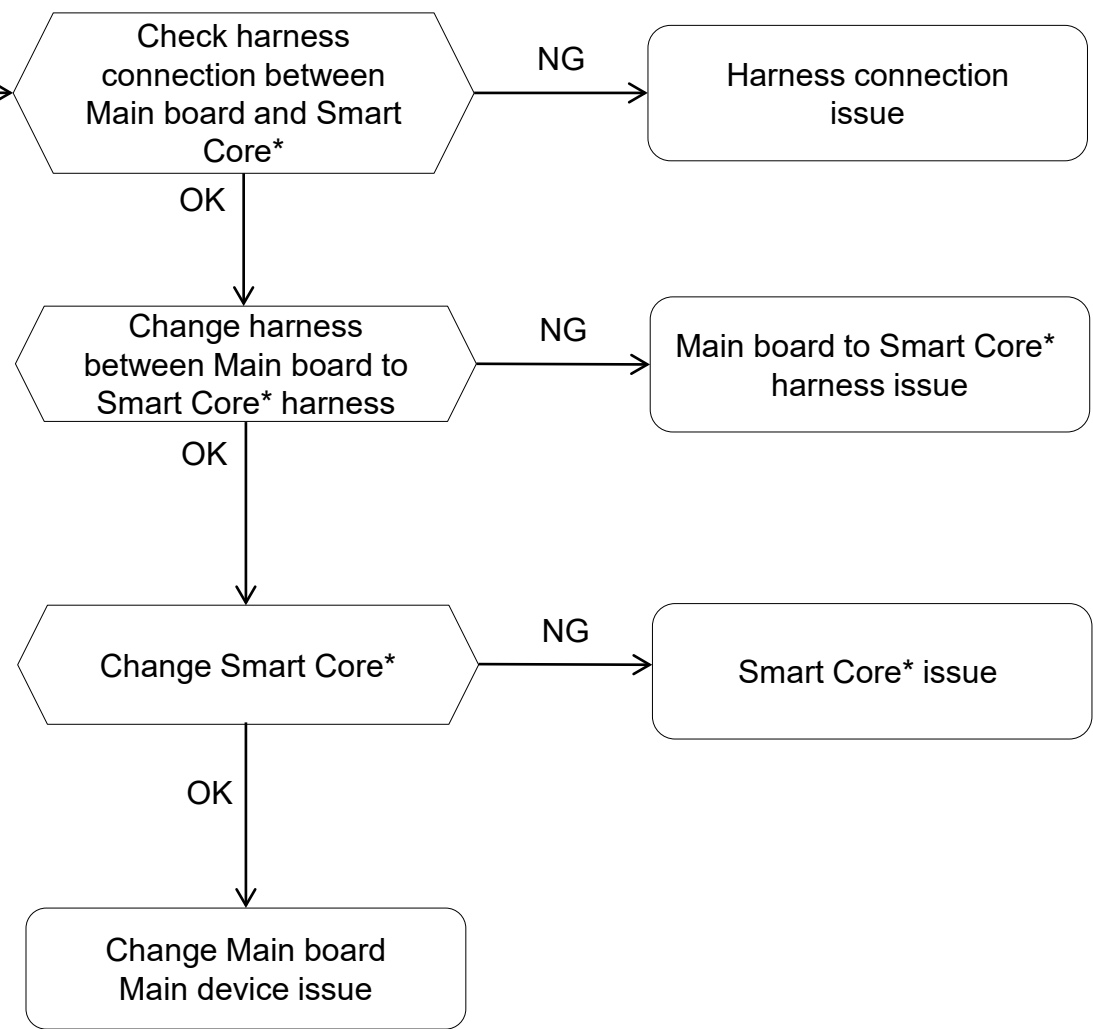 Check harness
connection between
Main board and Smart
Core*
NG
Harness connection
issue
OK
Change harness
between Main board to
Smart Core* harness
NG
Main board to Smart Core*
harness issue
OK
Change Smart Core*
NG
Smart Core* issue
OK
Change Main board
Main device issue